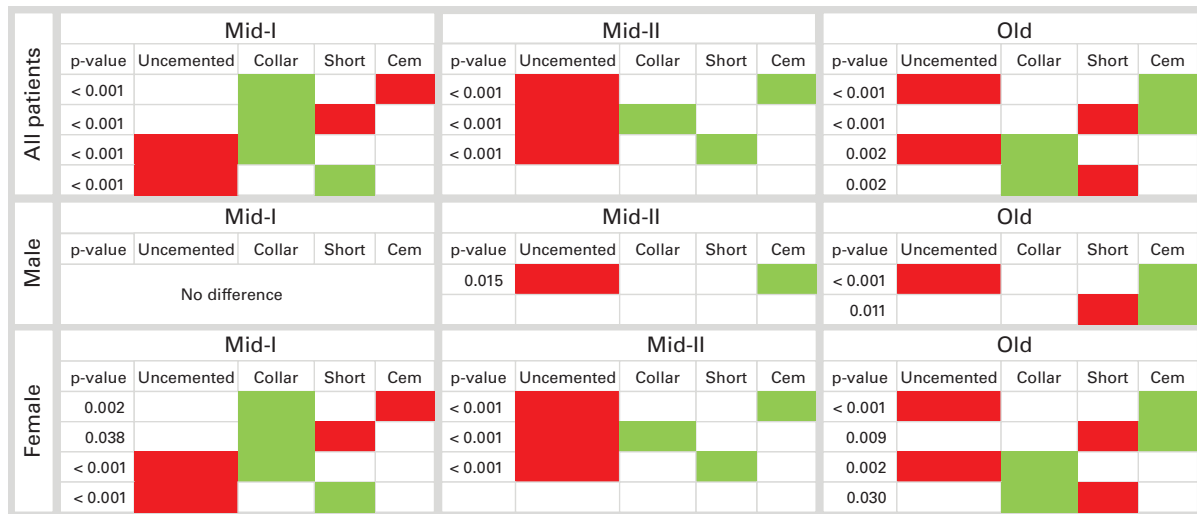 All patients
Mid-I Mid-II Old
p-value Uncemented Collar Short Cem p-value Uncemented Collar Short Cem p-value Uncemented Collar Short Cem
< 0.001 < 0.001 < 0.001
< 0.001 < 0.001 < 0.001
< 0.001 < 0.001 0.002
< 0.001 0.002
Male
Mid-I Mid-II Old
p-value Uncemented Collar Short Cem p-value Uncemented Collar Short Cem p-value Uncemented Collar Short Cem
No difference 0.015 < 0.001
0.011
Female
Mid-I Mid-II Old
p-value Uncemented Collar Short Cem p-value Uncemented Collar Short Cem p-value Uncemented Collar Short Cem
0.002 < 0.001 < 0.001
0.038 < 0.001 0.009
< 0.001 < 0.001 0.002
< 0.001 0.030